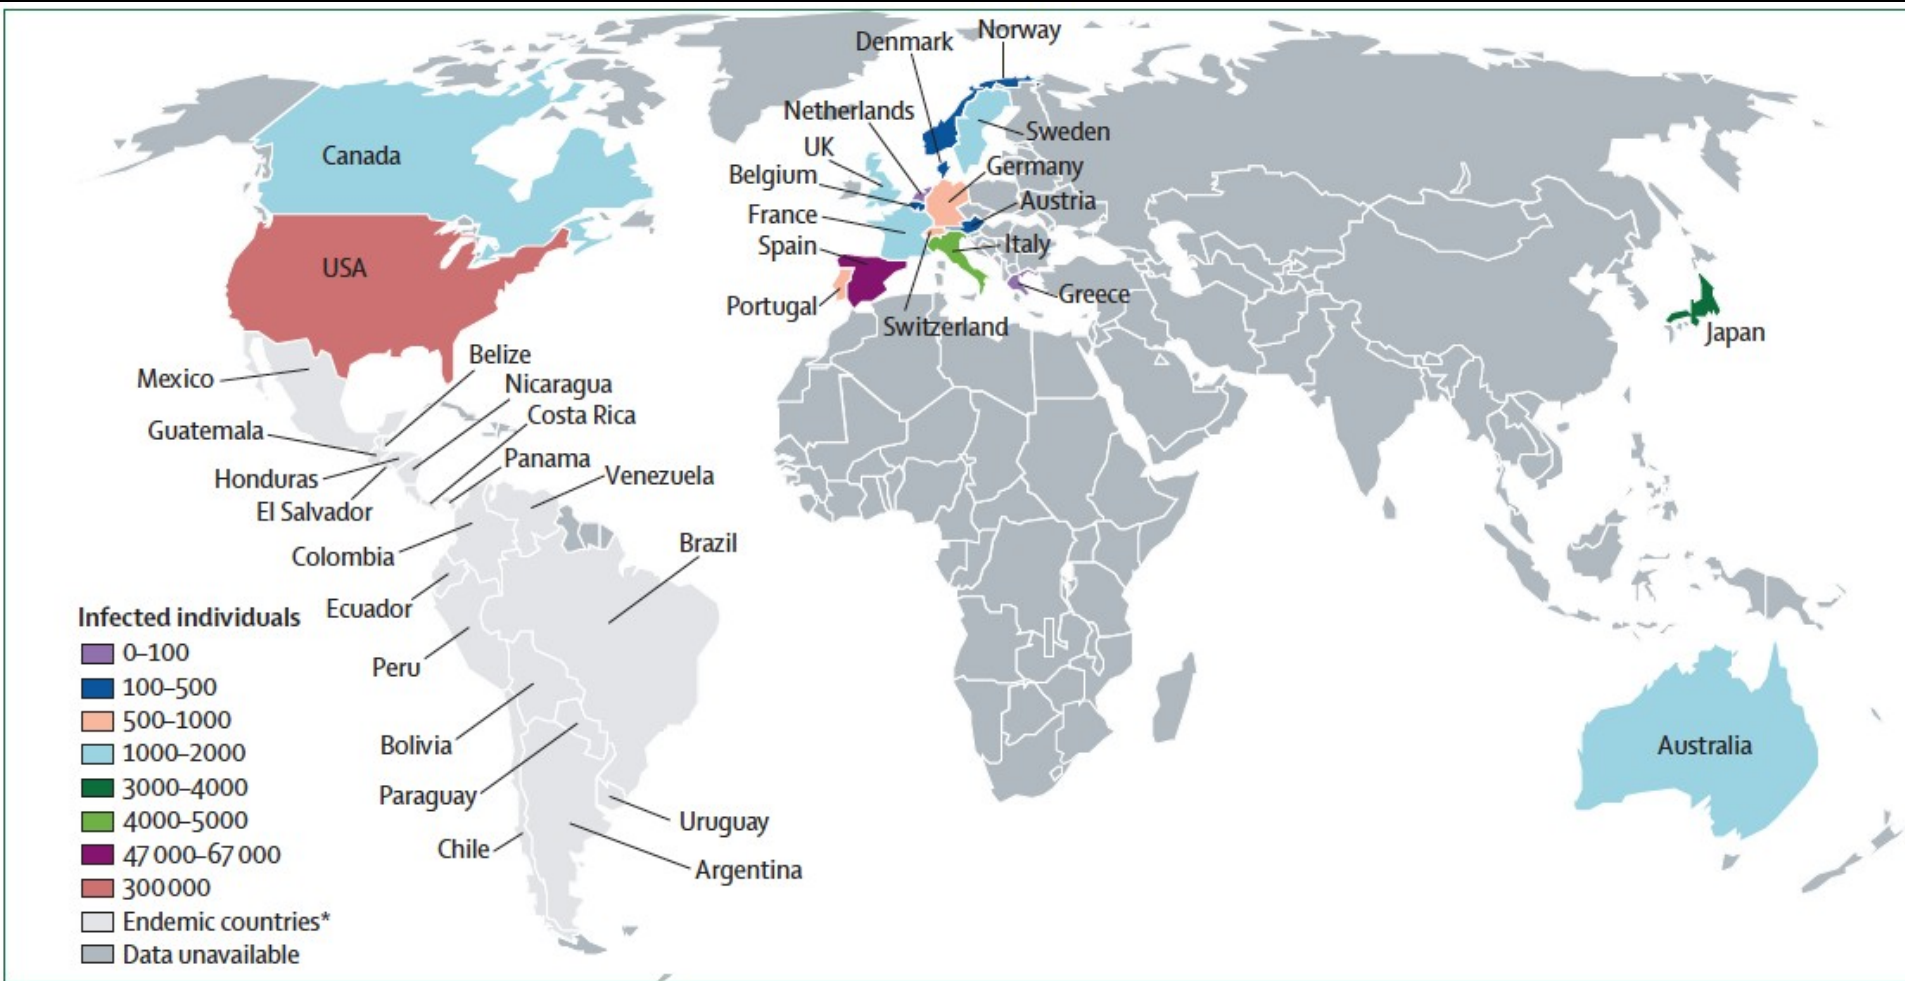 Norway
Denmark
Netherlands
Sweden
UK
Germany
Belgium
Austria
France
Spain
Italy
Greece
Portugal
Switzerland
Japan
Canada
USA
Mexico
Belize
Nicaragua
Costa Rica
Guatemala
Panama
Honduras
Venezuela
El Salvador
Colombia
Brazil
Ecuador
Peru
Bolivia
Paraguay
Uruguay
Chile
Argentina
Australia
Infected individuals
0–100
100–500
500–1000
1000–2000
3000–4000
4000–5000
47 000–67 000
300 000
Endemic countries*
Data unavailable